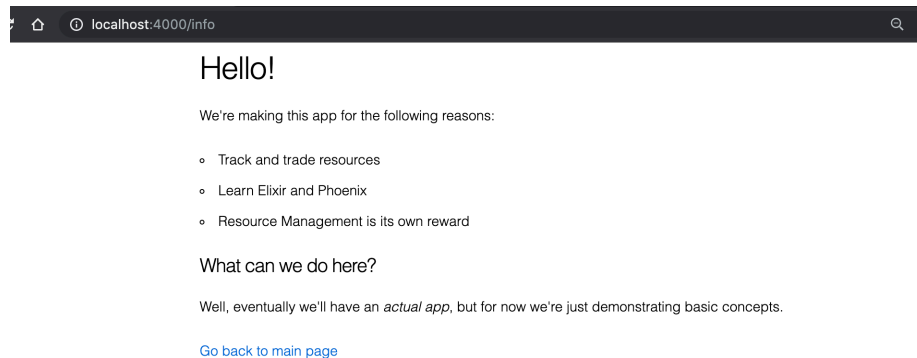 localhost:4000/info
Hello!
We're making this app for the following reasons:
Track and trade resources
Learn Elixir and Phoenix
Resource Management is its own reward
What can we do here?
Well, eventually we'll have an actual app, but for now we're just demonstrating basic concepts.
Go back to main page